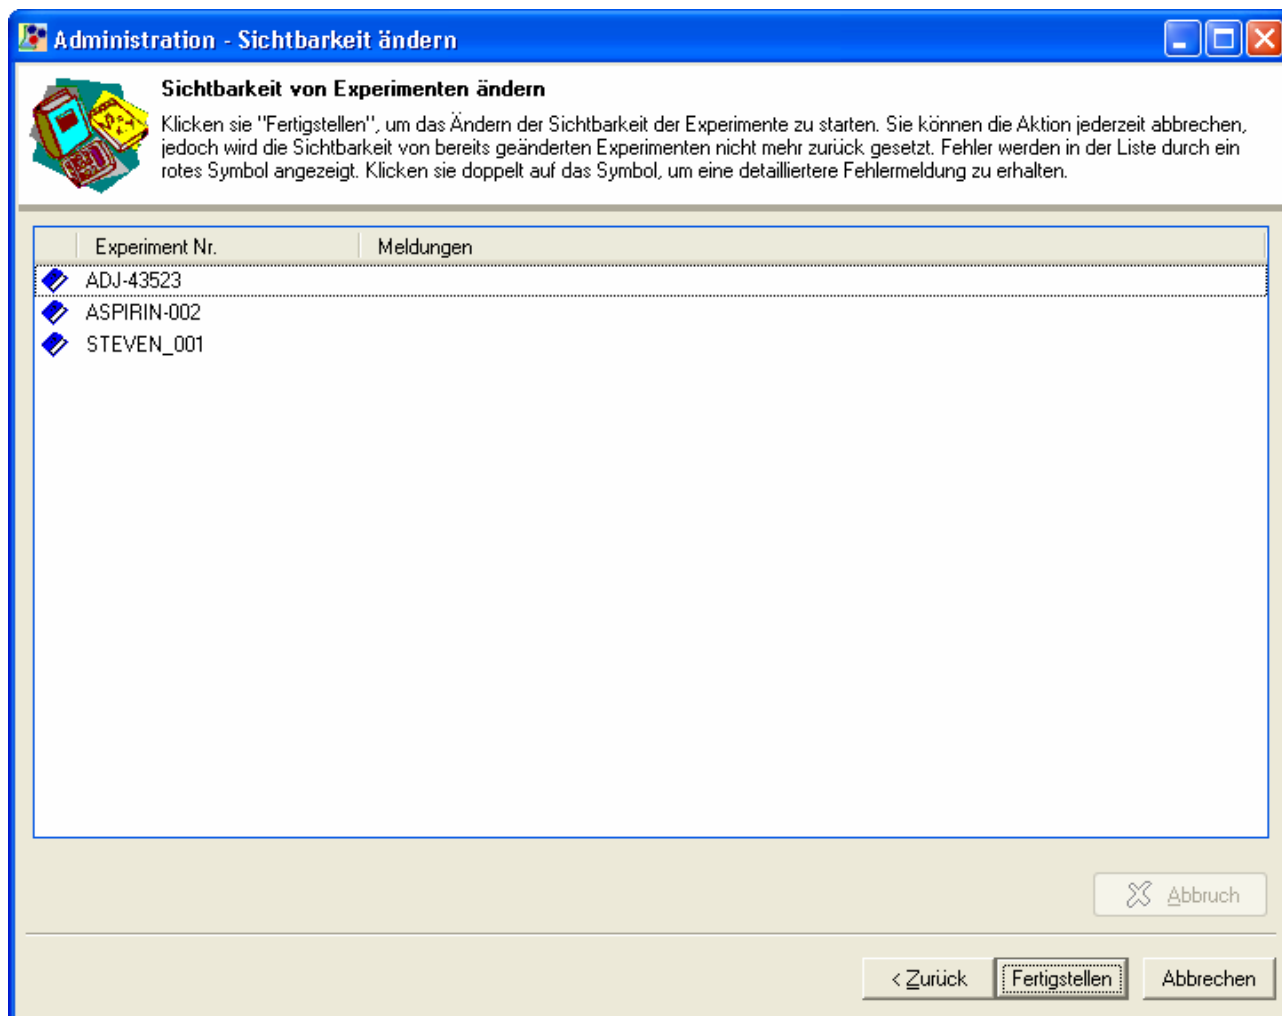 Administration - Sichtbarkeit ändern
Sichtbarkeit von Experimenten ändern
Klicken sie "Fertigstellen", um das Ändern der Sichtbarkeit der Experimente zu starten. Sie können die Aktion jederzeit abbrechen,
jedoch wird die Sichtbarkeit von bereits geänderten Experimenten nicht mehr zurück gesetzt. Fehler werden in der Liste durch ein
rotes Symbol angezeigt. Klicken sie doppelt auf das Symbol, um eine detailliertere Fehlermeldung zu erhalten.
Experiment Nr. Meldungen
ADJ-43523
ASPIRIN-002
STEVEN_001
Abbruch
< Zurück Fertigstellen Abbrechen